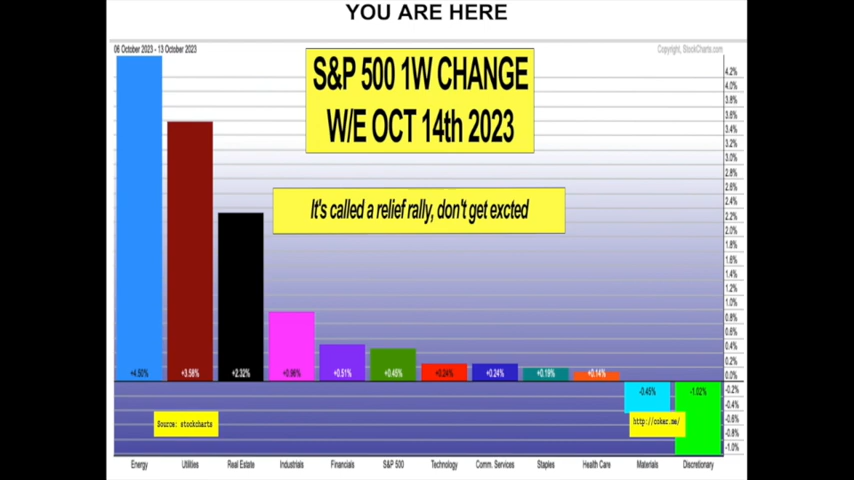 YOU ARE HERE
06 October 2023 - 13 October 2023
Copyright, StockCharts.com
S&P 500 1W CHANGE
W/E OCT 14th 2023
It's called a relief rally, don't get excted
4.2%
4.0%
3.8%
3.6%
3.4%
3.2%
3.0%
2.8%
2.6%
2.4%
2.2%
2.0%
1.8%
1.6%
1.4%
1.2%
1.0%
0.8%
0.6%
0.4%
0.2%
0.0%
-0.2%
-0.4%
-0.6%
-0.8%
-1.0%
+4.50% +3.58% +2.32% +0.96% +0.51% +0.45% +0.24% +0.24% +0.19% +0.14%
-0.45% -1.02%
Source: stockcharts
http://coker.me/
Energy Utilities Real Estate Industrials Financials S&P 500 Technology Comm. Services Staples Health Care Materials Discretionary